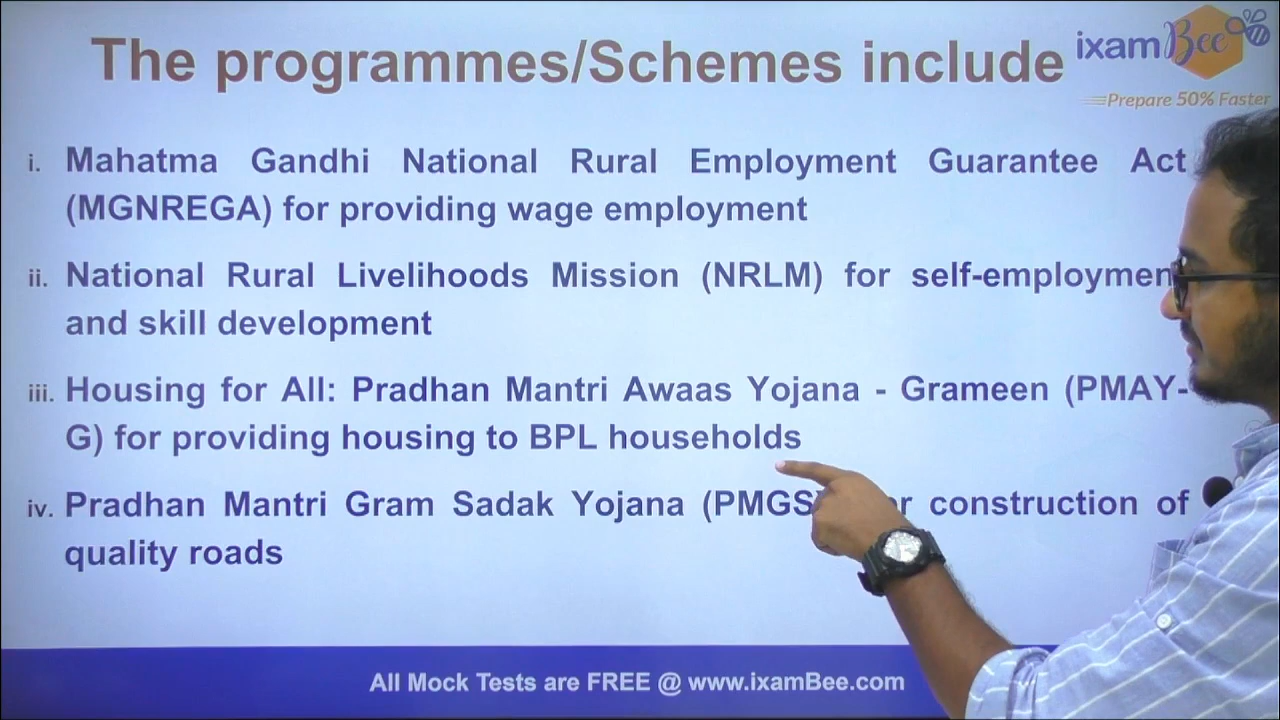 The programmes/Schemes include
ixamBee
Prepare 50% Faster
i. Mahatma Gandhi National Rural Employment Guarantee Act
(MGNREGA) for providing wage employment
ii. National Rural Livelihoods Mission (NRLM) for self-employmen
and skill development
iii. Housing for All: Pradhan Mantri Awaas Yojana - Grameen (PMAY-
G) for providing housing to BPL households
iv. Pradhan Mantri Gram Sadak Yojana (PMGS construction of
quality roads
All Mock Tests are FREE @ www.ixamBee.com